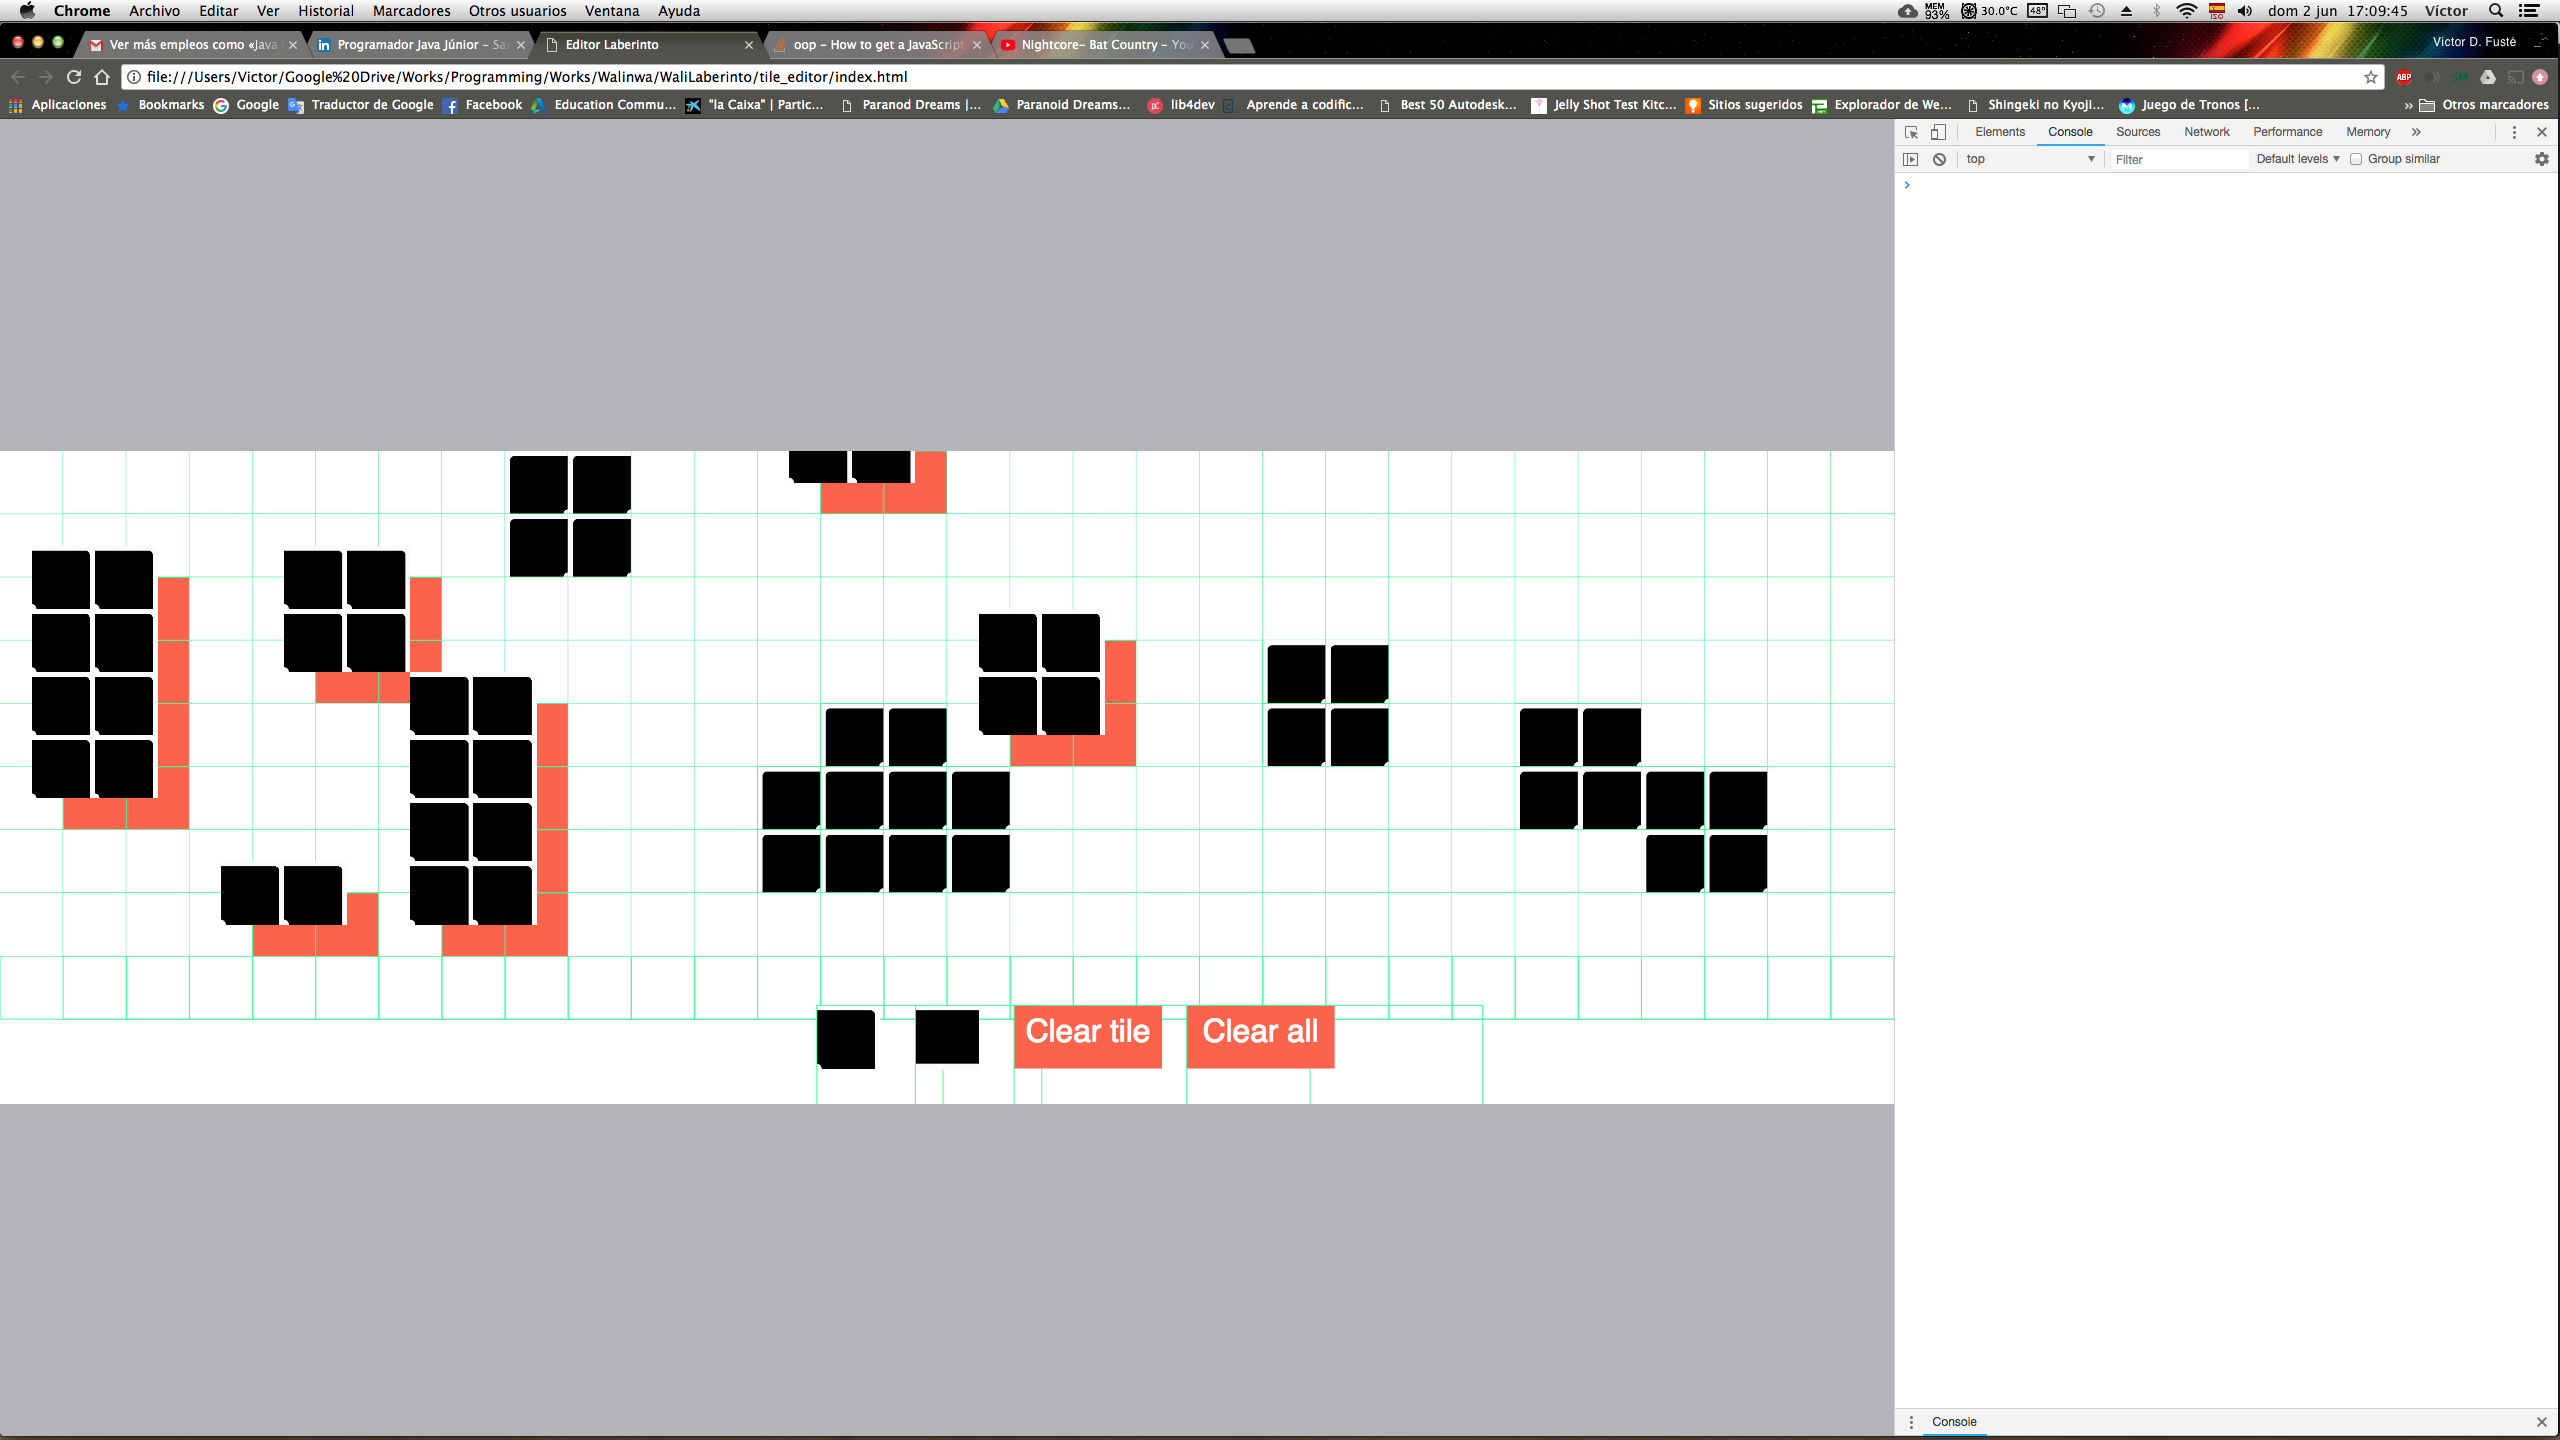 Chrome Archivo Editar Ver Historial Marcadores Otros usuarios Ventana Ayuda MEM 93% 30.0°C 48° ISO dom 2 jun 17:09:45 Víctor
Ver más empleos como «Java Programador Java Júnior – Sa Editor Laberinto oop – How to get a JavaScript Nightcore– Bat Country – You Víctor D. Fusté
file:///Users/Victor/Google%20Drive/Works/Programming/Works/Walinwa/WaliLaberinto/tile_editor/index.html ABP
Aplicaciones Bookmarks Google Traductor de Google Facebook Education Commu... "la Caixa" | Partic... Paranod Dreams |... Paranoid Dreams... lib4dev Aprende a codific... Best 50 Autodesk... Jelly Shot Test Kitc... Sitios sugeridos Explorador de We... Shingeki no Kyoji... Juego de Tronos [... » Otros marcadores
Elements Console Sources Network Performance Memory »
top Filter Default levels Group similar
Clear tile Clear all
Console